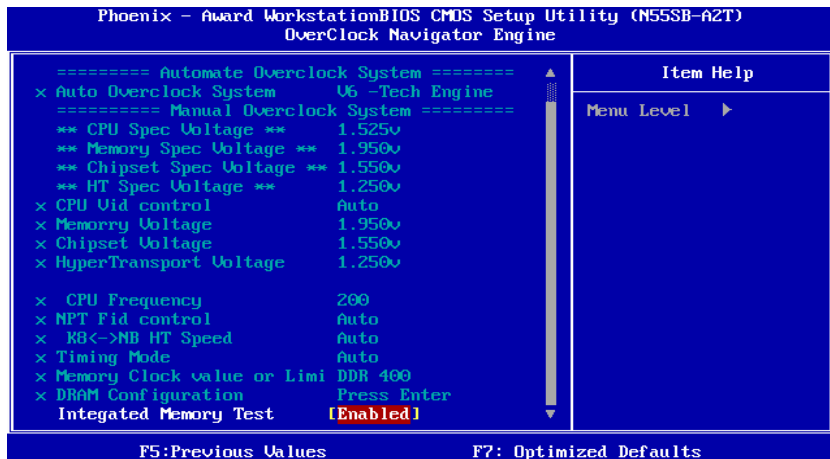 Phoenix - Award WorkstationBIOS CMOS Setup Utility (N55SB-A2T)
OverClock Navigator Engine
========= Automate Overclock System ========
x Auto Overclock System V6 -Tech Engine
========== Manual Overclock System =========
** CPU Spec Voltage ** 1.525v
** Memory Spec Voltage ** 1.950v
** Chipset Spec Voltage ** 1.550v
** HT Spec Voltage ** 1.250v
x CPU Vid control Auto
x Memorry Voltage 1.950v
x Chipset Voltage 1.550v
x HyperTransport Voltage 1.250v
x CPU Frequency 200
x NPT Fid control Auto
x K8<->NB HT Speed Auto
x Timing Mode Auto
x Memory Clock value or Limi DDR 400
x DRAM Configuration Press Enter
Integated Memory Test [Enabled]
Item Help
Menu Level ▶
F5:Previous Values F7: Optimized Defaults